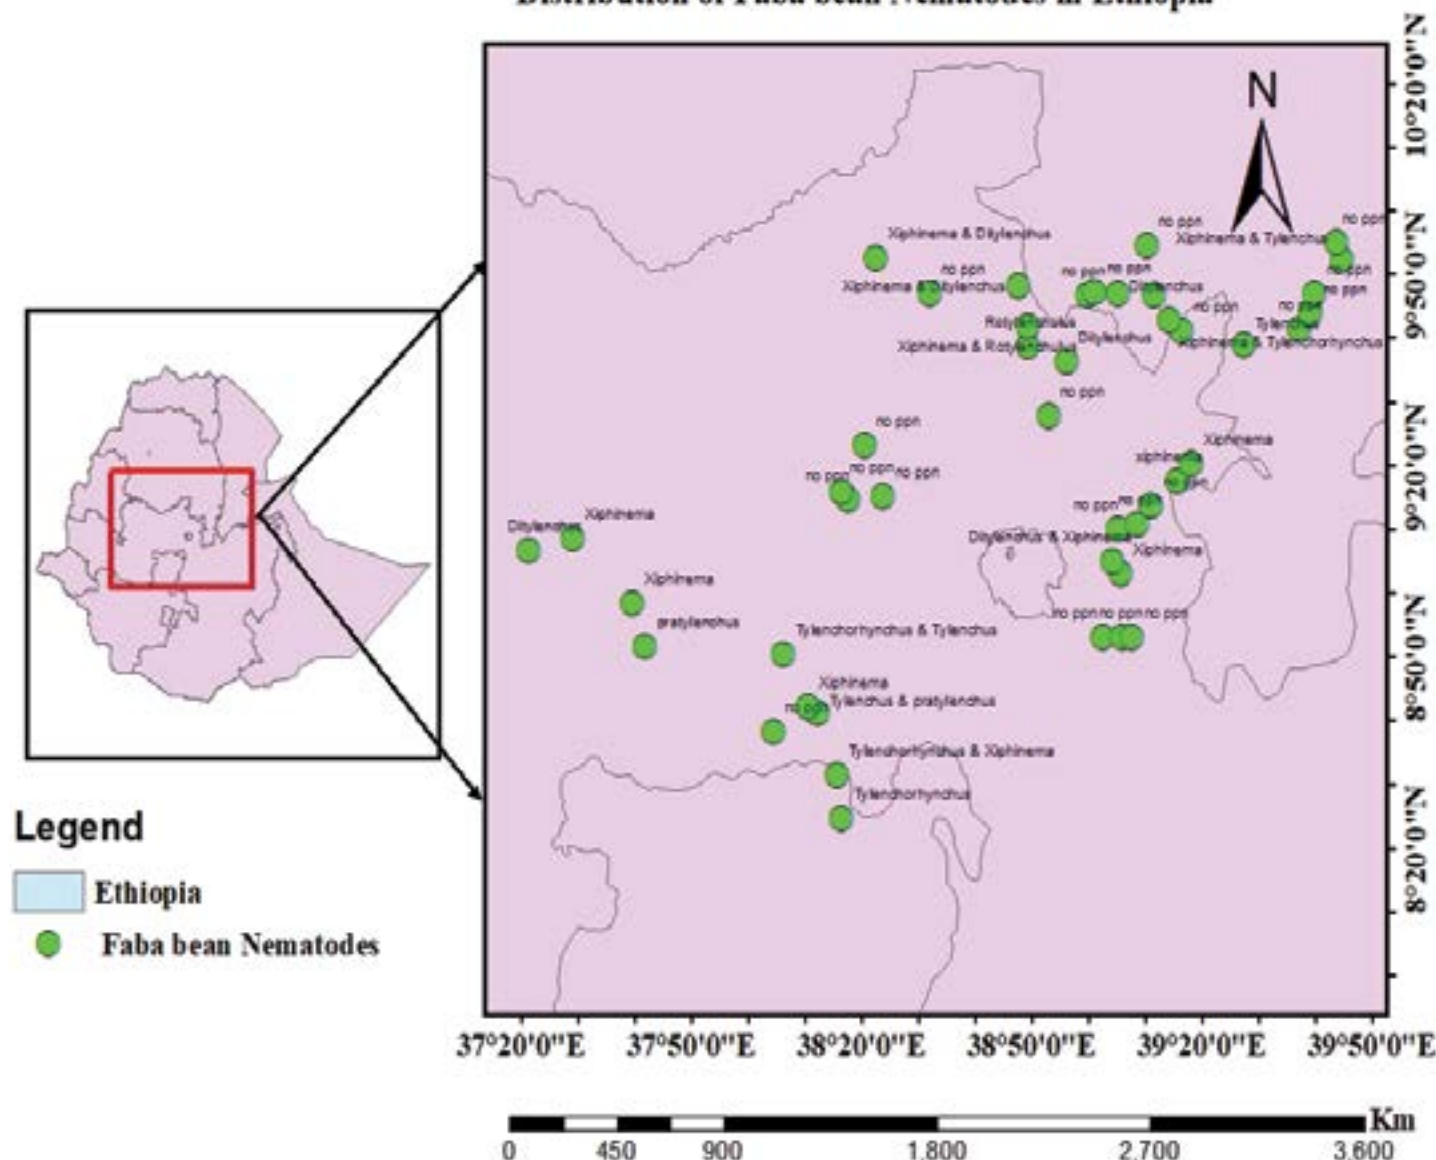 Distribution of Faba bean Nematodes in Ethiopia
N
10°20'0"N
9°50'0"N
9°20'0"N
8°50'0"N
8°20'0"N
no ppn
no ppn
Xiphinema & Ditylenchus
Xiphinema & Tylenchus
no ppn
no ppn
no ppn
no ppn
Xiphinema & Ditylenchus
Ditylenchus
no ppn
no ppn
no ppn
Rotylenchulus
Tylenchus
Xiphinema & Rotylenchulus
Ditylenchus
Xiphinema & Tylenchorhynchus
no ppn
no ppn
Xiphinema
xiphinema
no ppn
no ppn
no ppn
no ppn
no ppn
no ppn
Ditylenchus
Xiphinema
Ditylenchus & Xiphinema
Xiphinema
Xiphinema
no ppn
no ppn
no ppn
pratylenchus
Tylenchorhynchus & Tylenchus
Xiphinema
Tylenchus & pratylenchus
no ppn
Tylenchorhynchus & Xiphinema
Tylenchorhynchus
Legend
Ethiopia
Faba bean Nematodes
37°20'0"E 37°50'0"E 38°20'0"E 38°50'0"E 39°20'0"E 39°50'0"E
Km
0 450 900 1.800 2.700 3.600